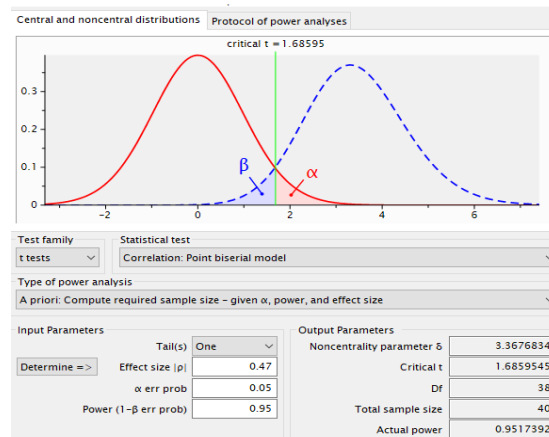 Central and noncentral distributions Protocol of power analyses
critical t = 1.68595
0.3
0.2
β α
0.1
0
-2 0 2 4 6
Test family Statistical test
t tests Correlation: Point biserial model
Type of power analysis
A priori: Compute required sample size - given α, power, and effect size
Input Parameters Output Parameters
Tail(s) One Noncentrality parameter δ 3.3676834
Determine => Effect size |ρ| 0.47 Critical t 1.6859545
α err prob 0.05 Df 38
Power (1-β err prob) 0.95 Total sample size 40
Actual power 0.9517392